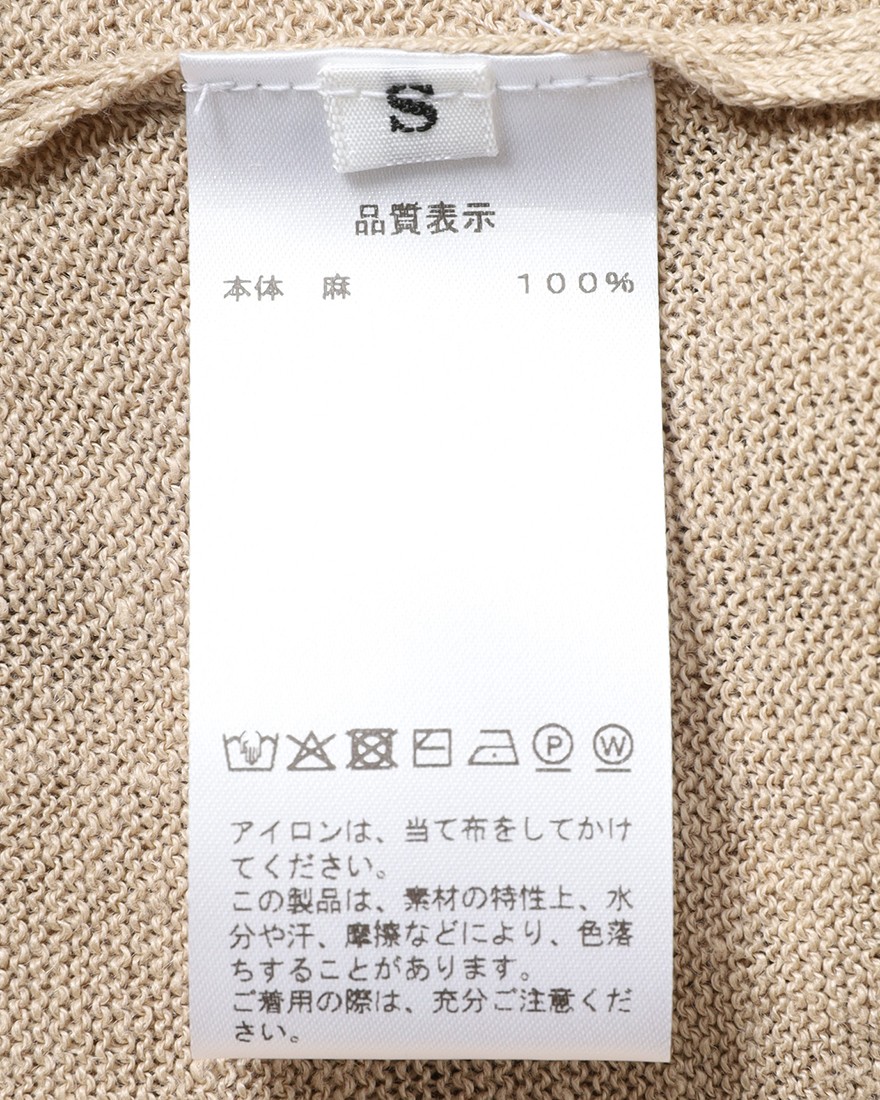 S
品質表示
本体　麻　　　　　１００％
P W
アイロンは、当て布をしてかけ
てください。
この製品は、素材の特性上、水
分や汗、摩擦などにより、色落
ちすることがあります。
ご着用の際は、充分ご注意くだ
さい。